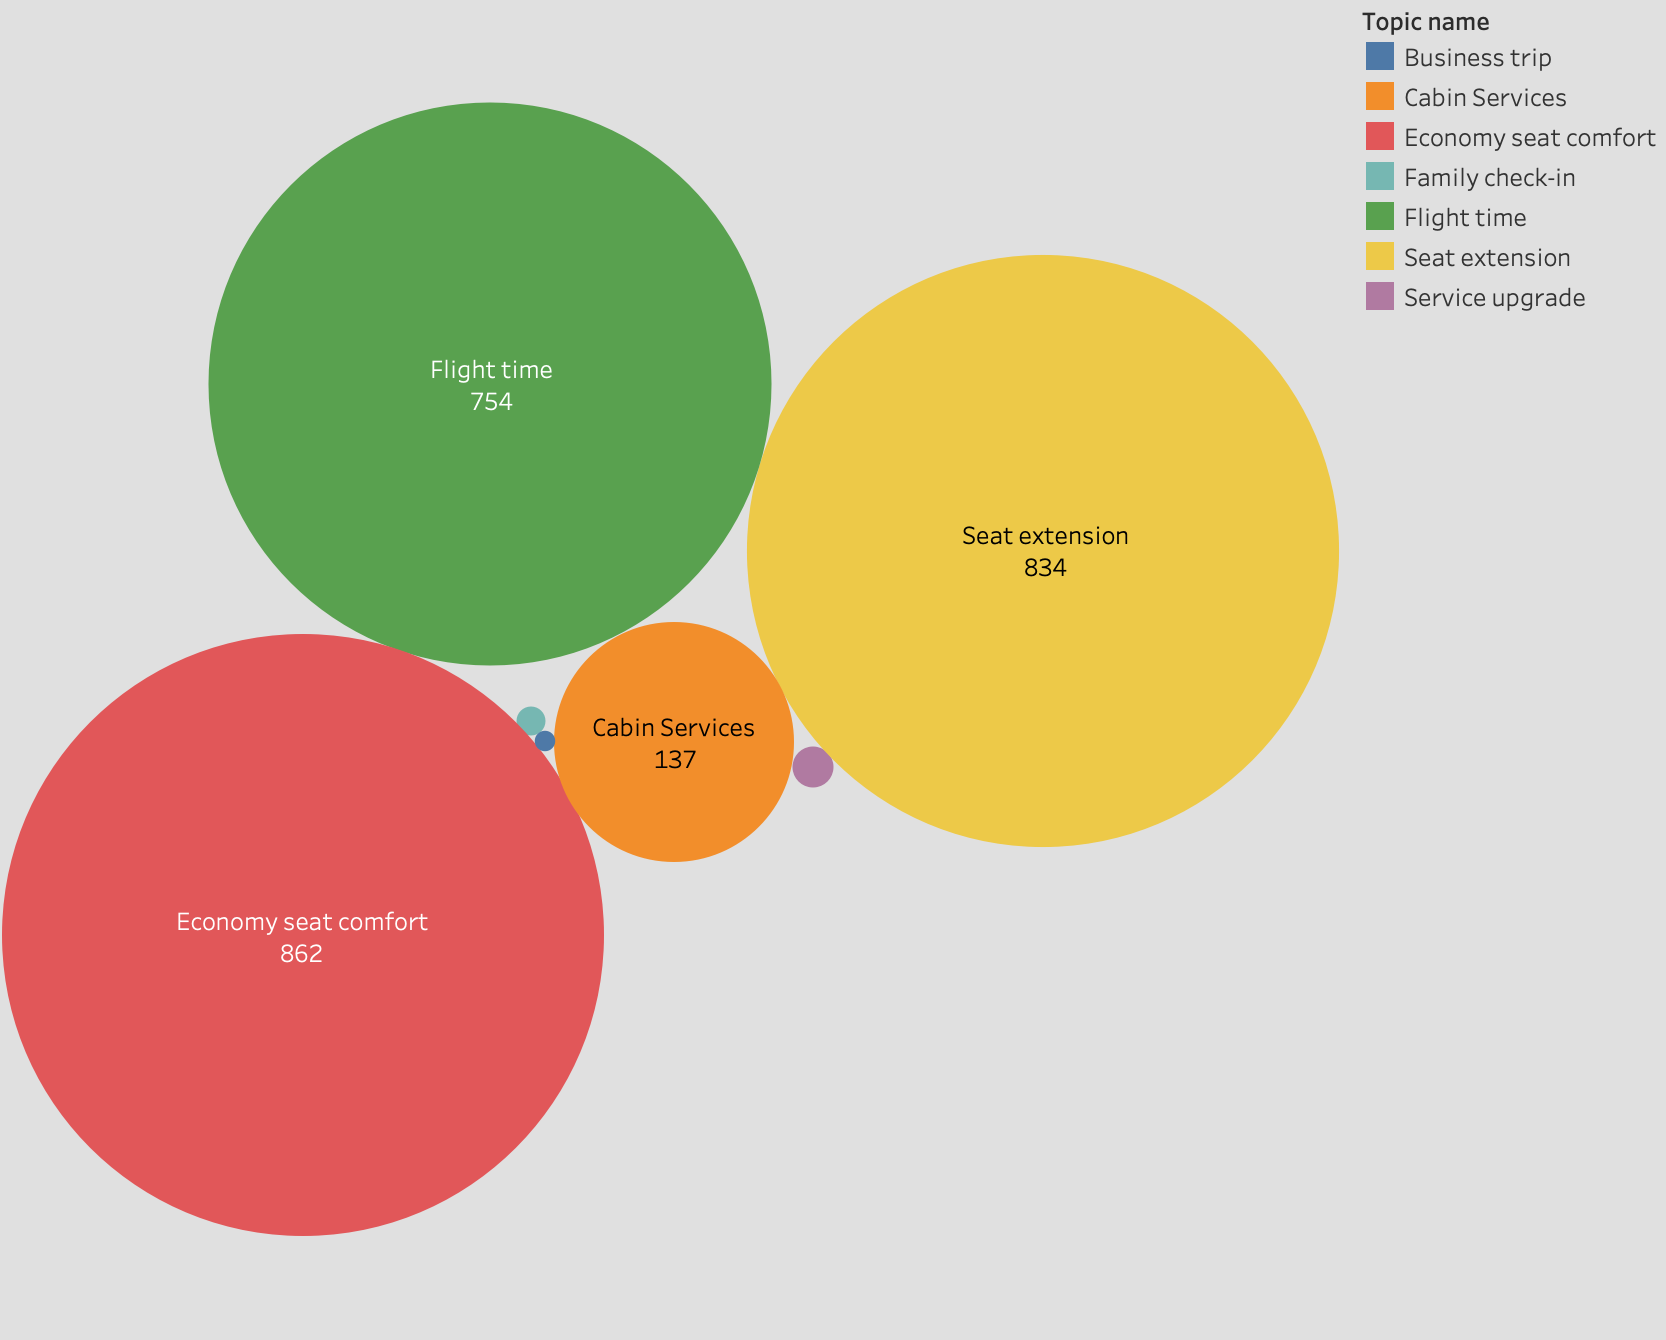 Topic name
Business trip
Cabin Services
Economy seat comfort
Family check-in
Flight time
Seat extension
Service upgrade
Flight time
754
Seat extension
834
Cabin Services
137
Economy seat comfort
862